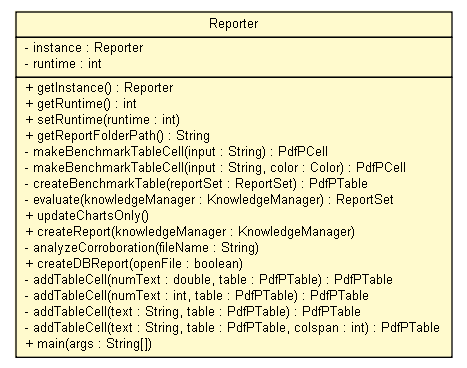 Reporter
- instance : Reporter
- runtime : int
+ getInstance() : Reporter
+ getRuntime() : int
+ setRuntime(runtime : int)
+ getReportFolderPath() : String
- makeBenchmarkTableCell(input : String) : PdfPCell
- makeBenchmarkTableCell(input : String, color : Color) : PdfPCell
- createBenchmarkTable(reportSet : ReportSet) : PdfPTable
- evaluate(knowledgeManager : KnowledgeManager) : ReportSet
+ updateChartsOnly()
+ createReport(knowledgeManager : KnowledgeManager)
- analyzeCorroboration(fileName : String)
+ createDBReport(openFile : boolean)
- addTableCell(numText : double, table : PdfPTable) : PdfPTable
- addTableCell(numText : int, table : PdfPTable) : PdfPTable
- addTableCell(text : String, table : PdfPTable) : PdfPTable
- addTableCell(text : String, table : PdfPTable, colspan : int) : PdfPTable
+ main(args : String[])